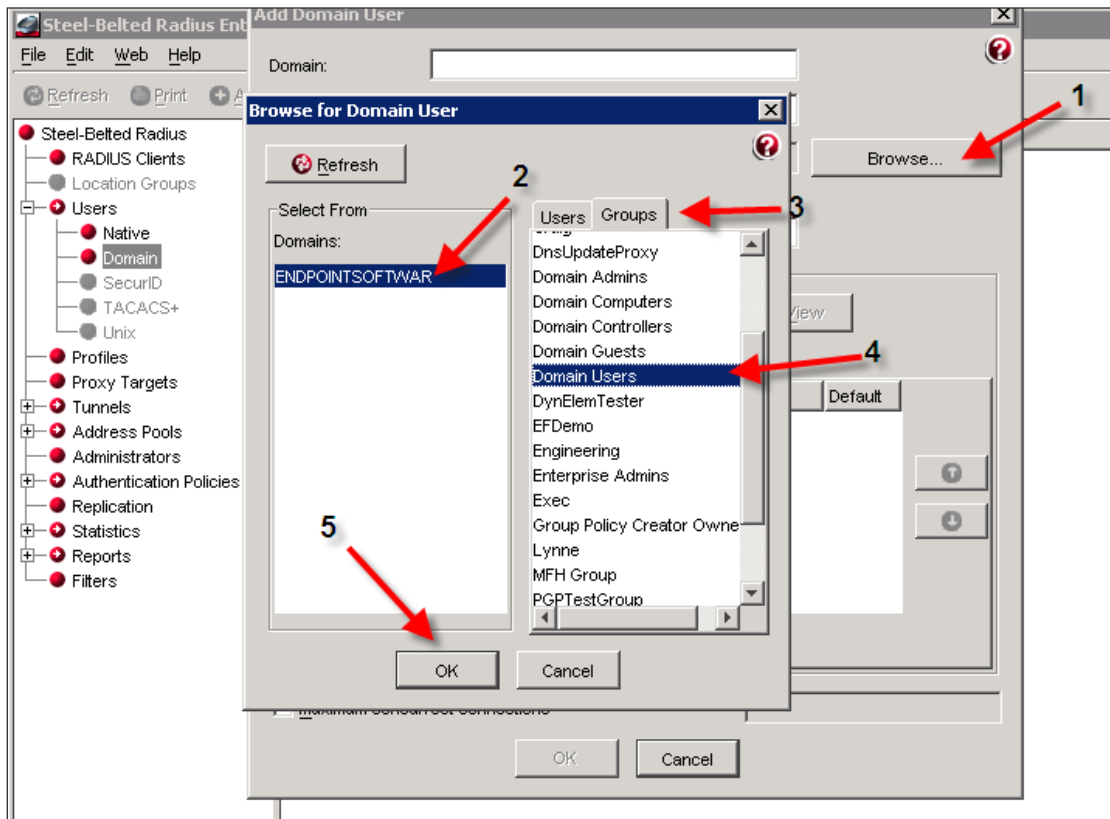 Steel-Belted Radius Ent
Add Domain User
File Edit Web Help
Domain:
Refresh Print A
Browse for Domain User
1
Steel-Belted Radius
RADIUS Clients
Location Groups
Users
Native
Domain
SecurID
TACACS+
Unix
Profiles
Proxy Targets
Tunnels
Address Pools
Administrators
Authentication Policies
Replication
Statistics
Reports
Filters
Refresh
Browse...
2
Select From
Domains:
ENDPOINTSOFTWAR
Users Groups
3
DnsUpdateProxy
Domain Admins
Domain Computers
Domain Controllers
Domain Guests
Domain Users
4
DynElemTester
EFDemo
Engineering
Enterprise Admins
Exec
Group Policy Creator Owne
Lynne
MFH Group
PGPTestGroup
View
Default
5
OK Cancel
OK Cancel